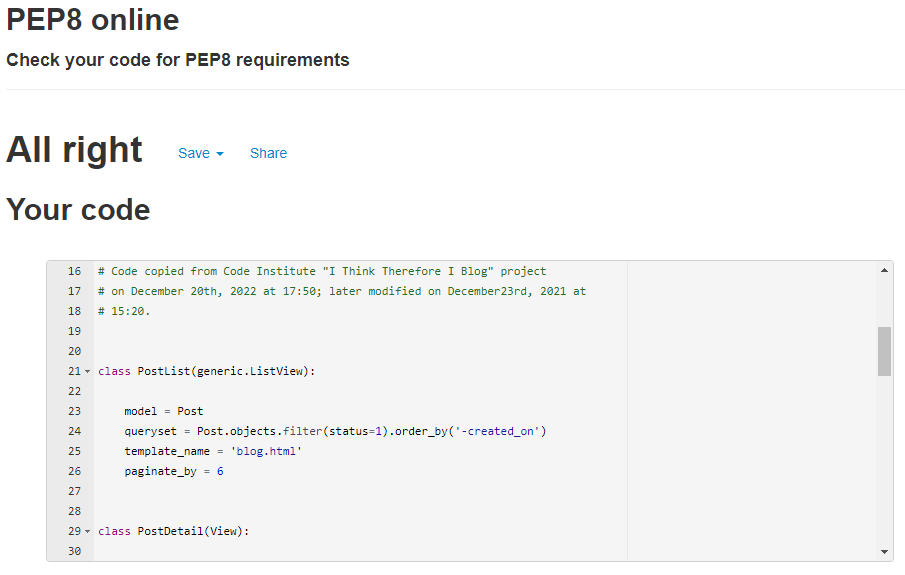 PEP8 online
Check your code for PEP8 requirements
All right Save Share
Your code
16 # Code copied from Code Institute "I Think Therefore I Blog" project
17 # on December 20th, 2022 at 17:50; later modified on December23rd, 2021 at
18 # 15:20.
19
20
21 class PostList(generic.ListView):
22
23 model = Post
24 queryset = Post.objects.filter(status=1).order_by('-created_on')
25 template_name = 'blog.html'
26 paginate_by = 6
27
28
29 class PostDetail(View):
30